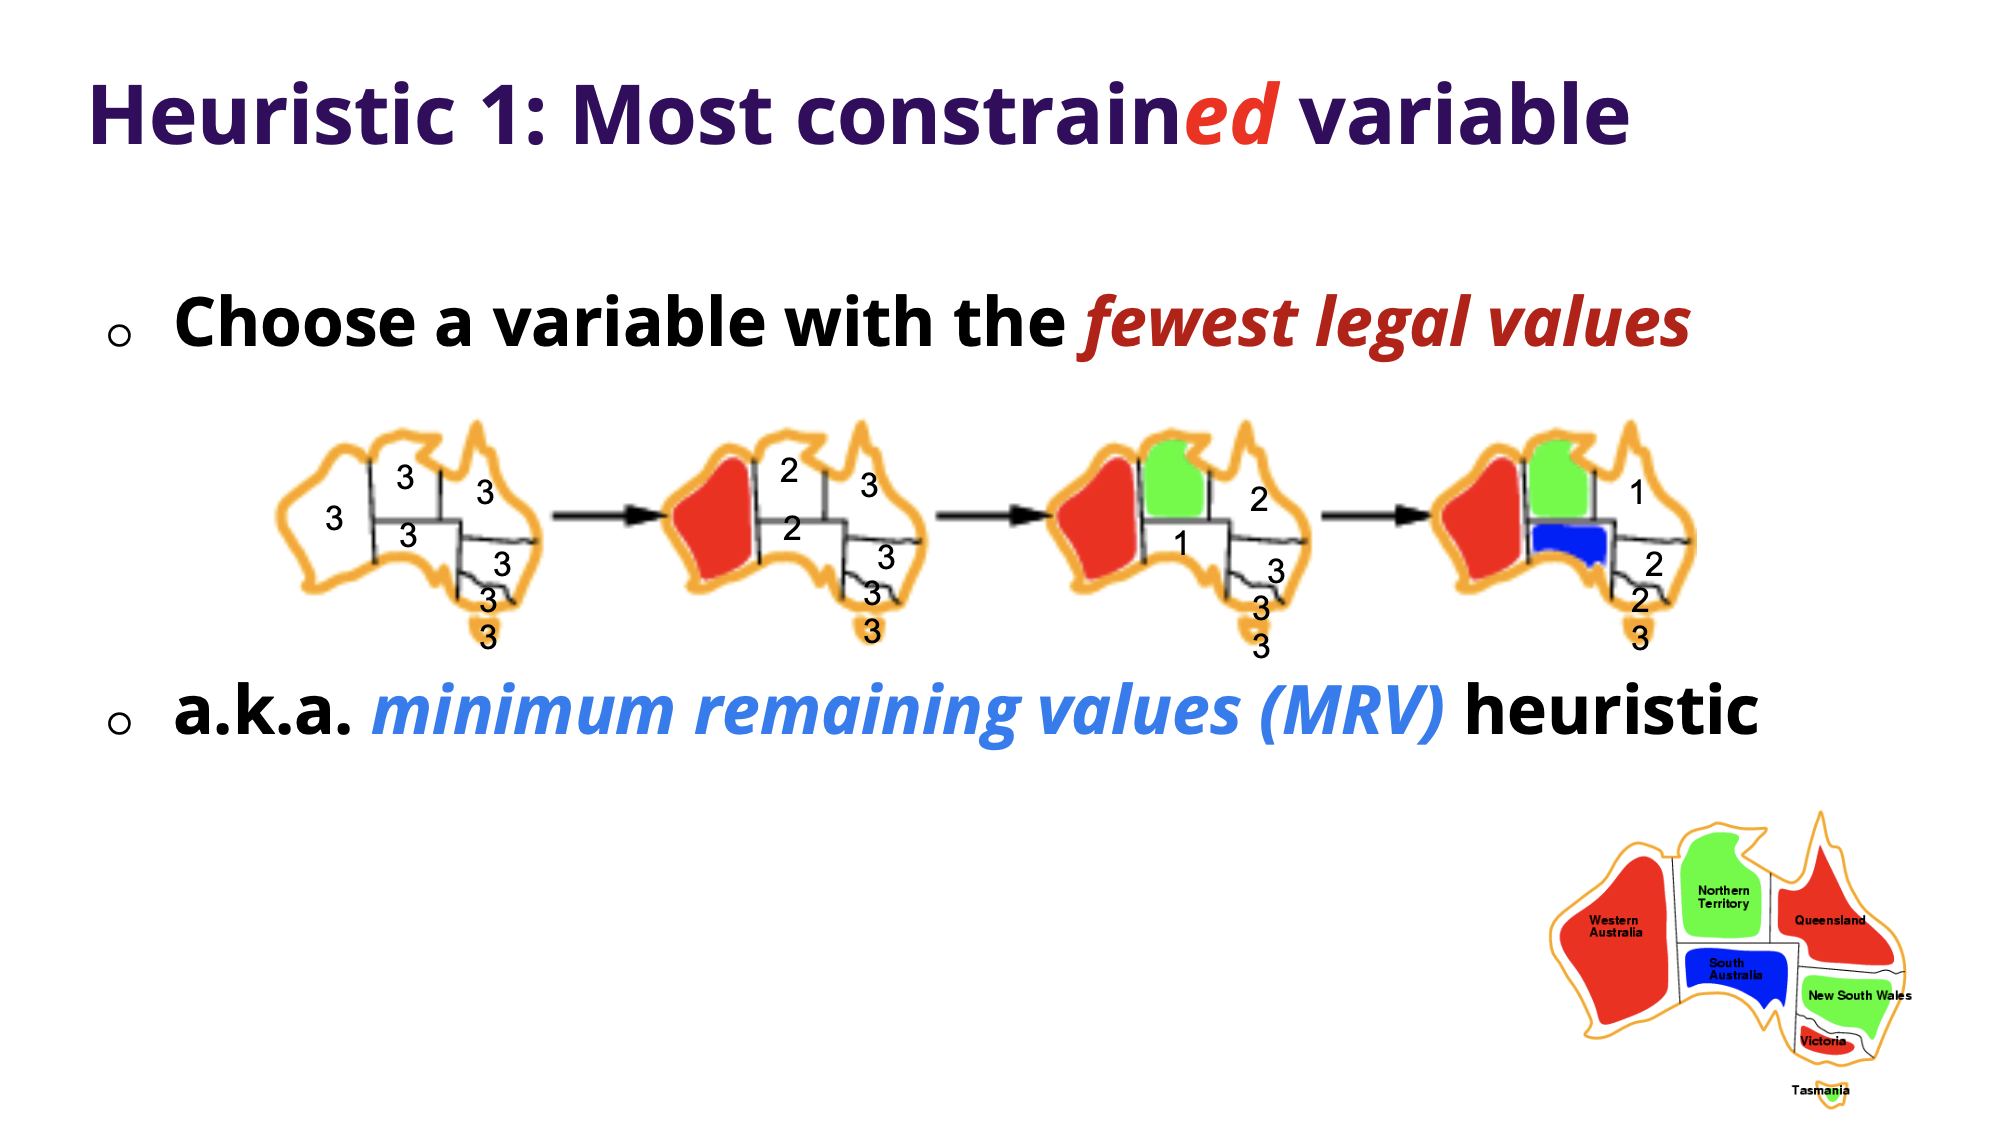 Heuristic 1: Most constrained variable
Choose a variable with the fewest legal values
3 3 3 3 3 3 3
2 3 2 3 3 3
2 1 3 3 3
1 2 2 3
a.k.a. minimum remaining values (MRV) heuristic
Northern
Territory
Western
Australia
Queensland
South
Australia
New South Wales
Victoria
Tasmania